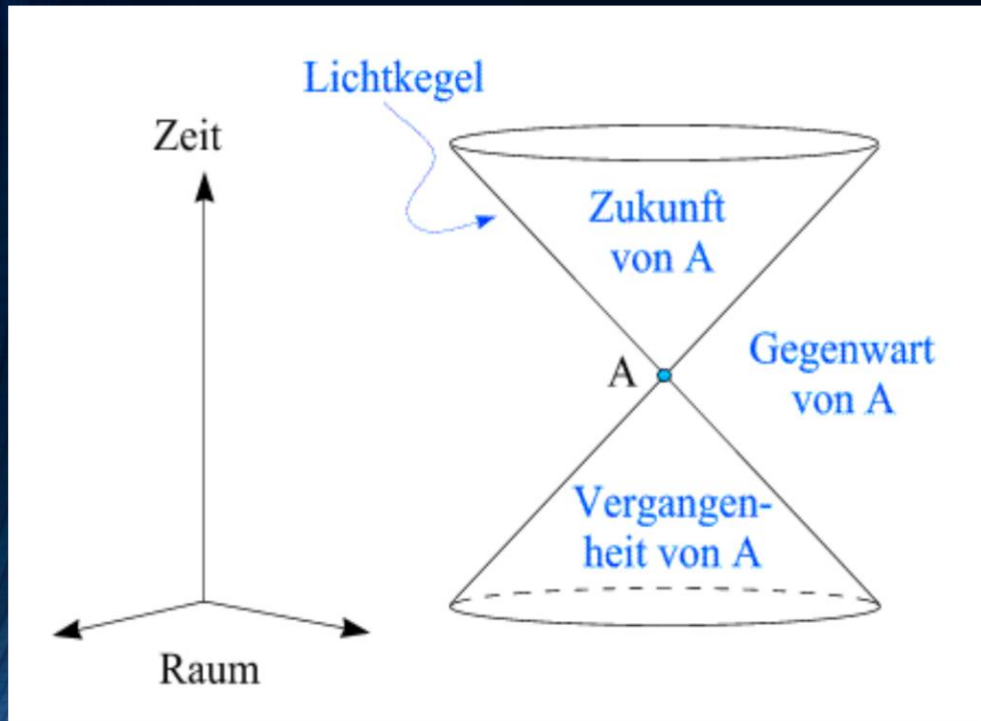 Lichtkegel
Zeit
Zukunft
von A
Gegenwart
von A
A
Vergangen-
heit von A
Raum